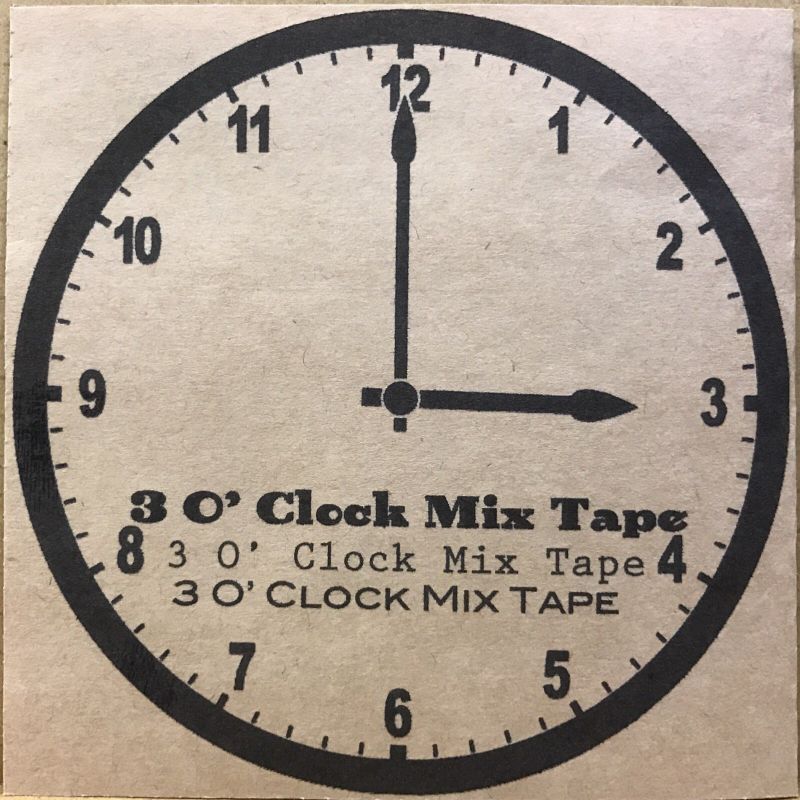 12
11 1
10 2
9 3
3 O' Clock Mix Tape
8 3 O' Clock Mix Tape 4
3 O' CLOCK MIX TAPE
7 5
6